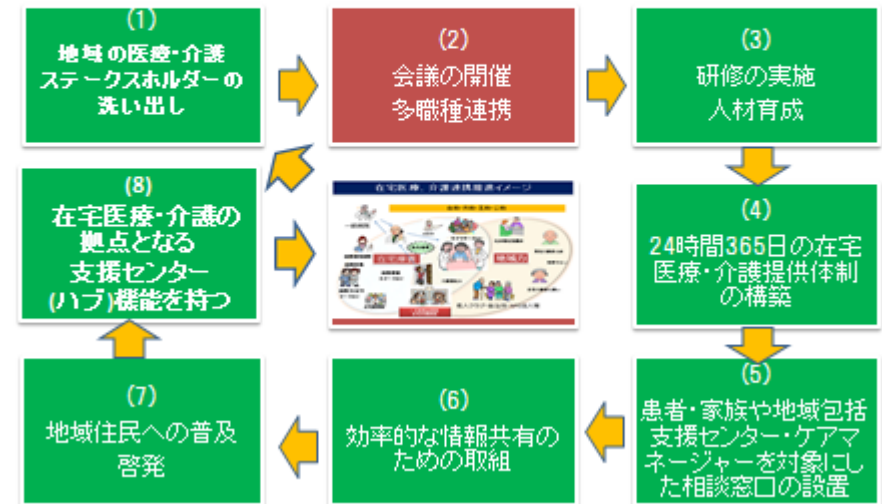 (1)
地域の医療・介護
ステークスホルダーの
洗い出し
(2)
会議の開催
多職種連携
(3)
研修の実施
人材育成
(4)
24時間365日の在宅
医療・介護提供体制
の構築
(5)
患者・家族や地域包括
支援センター・ケアマ
ネージャーを対象にし
た相談窓口の設置
(6)
効率的な情報共有の
ための取組
(7)
地域住民への普及
啓発
(8)
在宅医療・介護の
拠点となる
支援センター
(ハブ)機能を持つ
在宅医療、介護連携推進イメージ
在宅療養
地域力